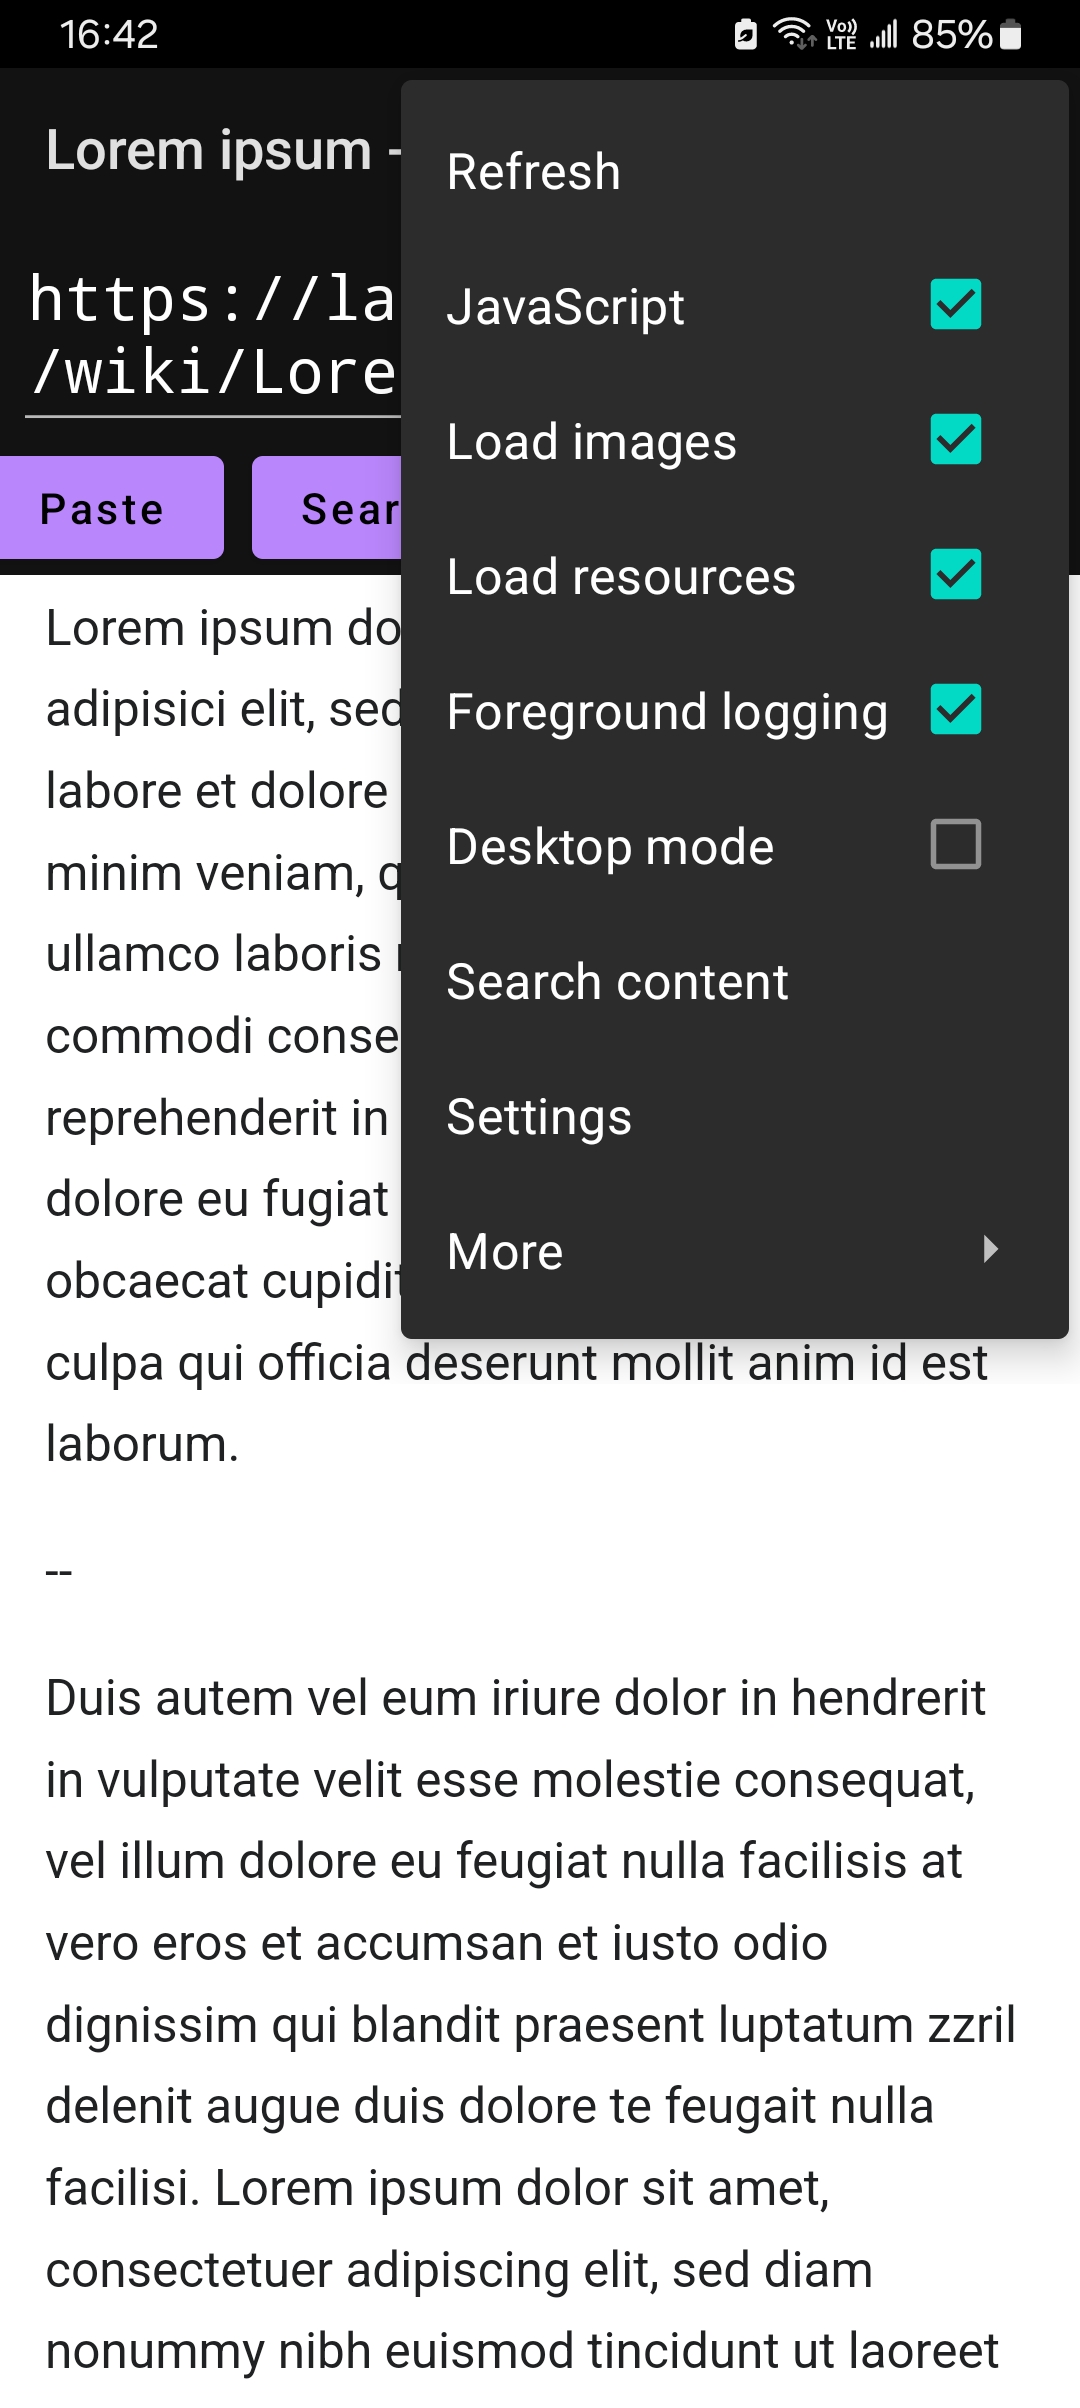 16:42 Vo)) LTE 85%
Lorem ipsum -
https://la
/wiki/Lore
Paste Sear
Refresh
JavaScript
Load images
Load resources
Foreground logging
Desktop mode
Search content
Settings
More
Lorem ipsum do
adipisici elit, sed
labore et dolore
minim veniam, q
ullamco laboris
commodi conse
reprehenderit in
dolore eu fugiat
obcaecat cupidit
culpa qui officia deserunt mollit anim id est
laborum.
--
Duis autem vel eum iriure dolor in hendrerit
in vulputate velit esse molestie consequat,
vel illum dolore eu feugiat nulla facilisis at
vero eros et accumsan et iusto odio
dignissim qui blandit praesent luptatum zzril
delenit augue duis dolore te feugait nulla
facilisi. Lorem ipsum dolor sit amet,
consectetuer adipiscing elit, sed diam
nonummy nibh euismod tincidunt ut laoreet